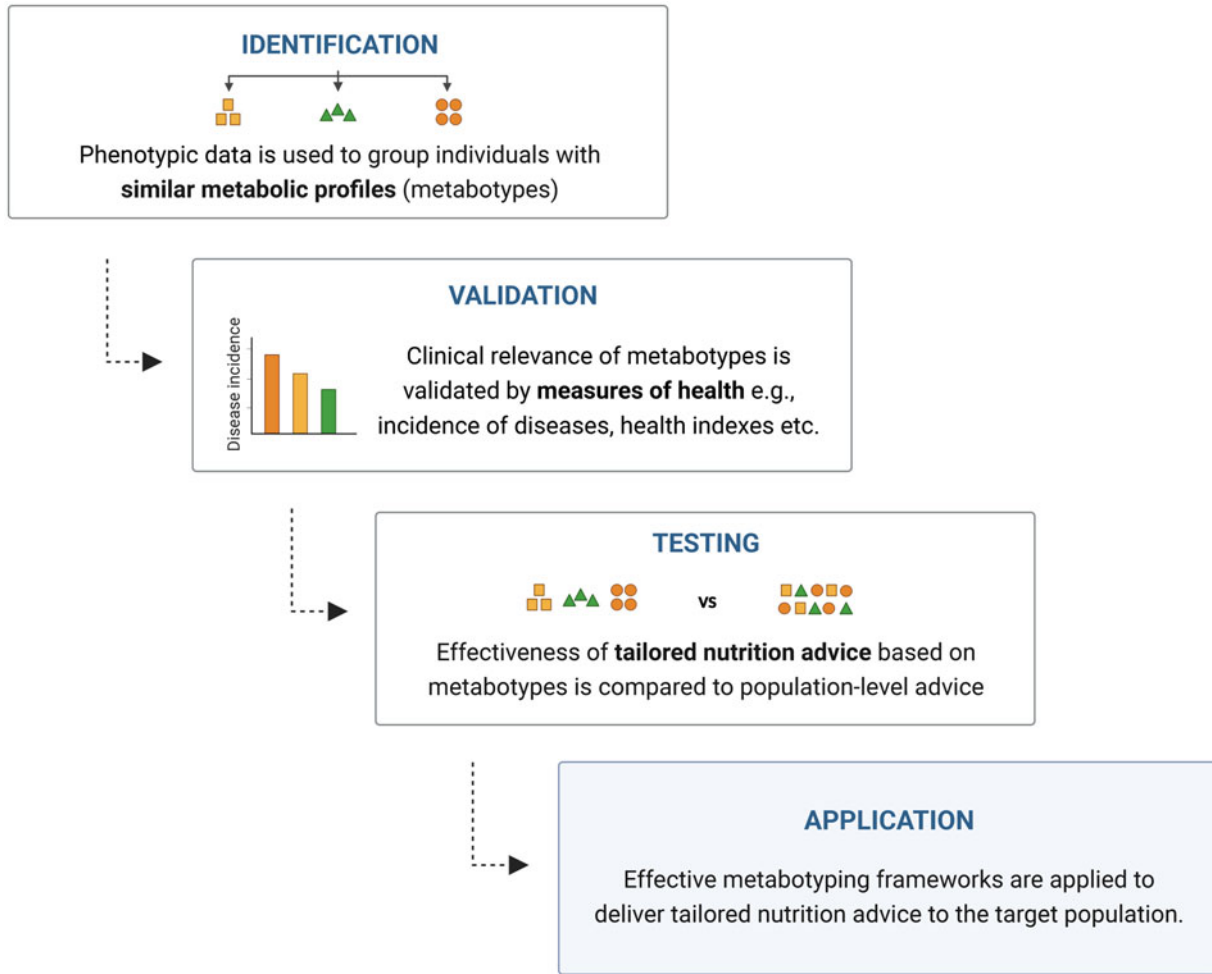 IDENTIFICATION
Phenotypic data is used to group individuals with
similar metabolic profiles (metabotypes)
VALIDATION
Disease incidence
Clinical relevance of metabotypes is
validated by measures of health e.g.,
incidence of diseases, health indexes etc.
TESTING
vs
Effectiveness of tailored nutrition advice based on
metabotypes is compared to population-level advice
APPLICATION
Effective metabotyping frameworks are applied to
deliver tailored nutrition advice to the target population.